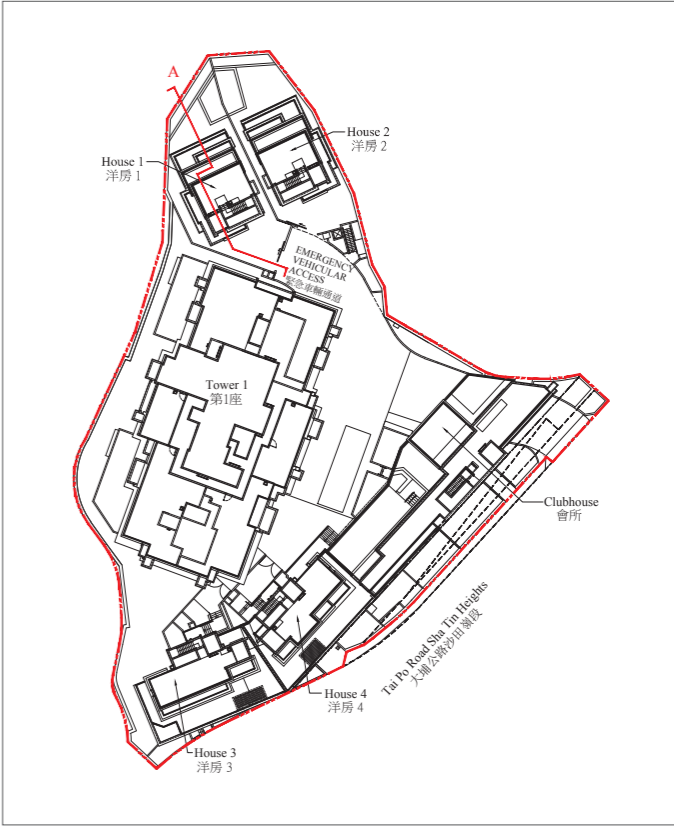 A
House 2
洋房 2
House 1
洋房 1
EMERGENCY
VEHICULAR
ACCESS
緊急車輛通道
Tower 1
第1座
Clubhouse
會所
Tai Po Road Sha Tin Heights
大埔公路沙田嶺段
House 4
洋房 4
House 3
洋房 3